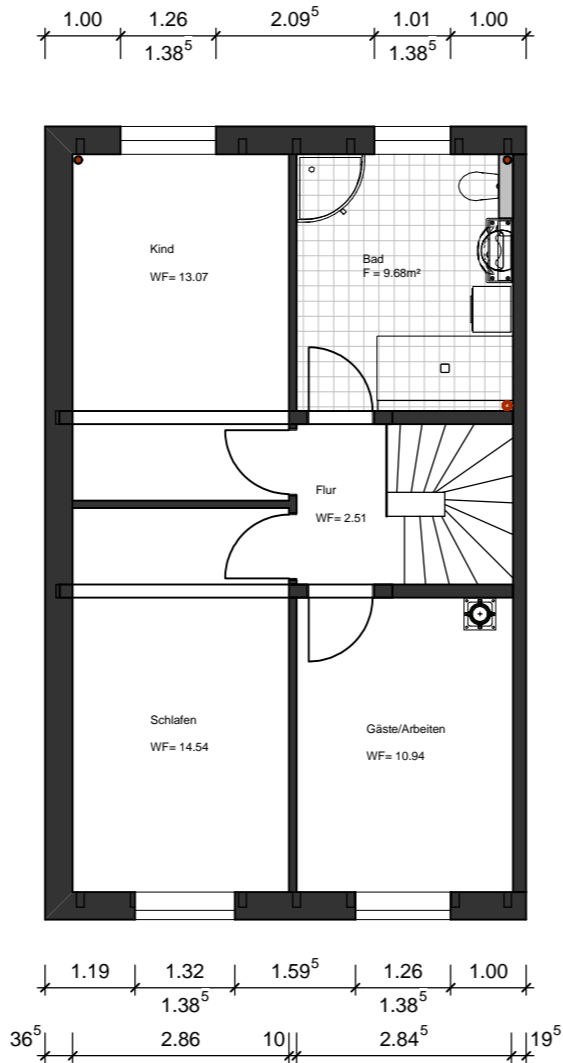 1.00 1.26 2.09⁵ 1.01 1.00
1.38⁵ 1.38⁵
Kind
WF= 13.07
Bad
F = 9.68m²
Flur
WF= 2.51
Schlafen
WF= 14.54
Gäste/Arbeiten
WF= 10.94
1.19 1.32 1.59⁵ 1.26 1.00
1.38⁵ 1.38⁵
36⁵ 2.86 10 2.84⁵ 19⁵